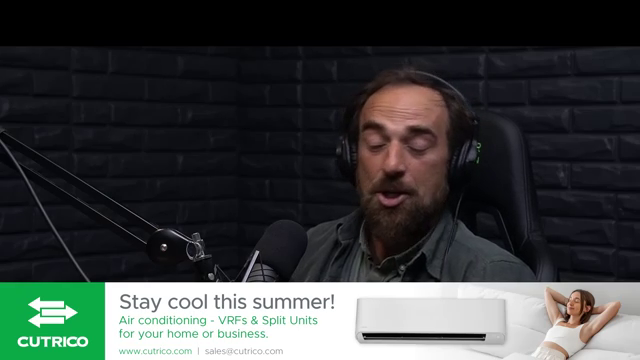 Stay cool this summer!
Air conditioning - VRFs & Split Units
for your home or business.
CUTRICO
www.cutrico.com | sales@cutrico.com